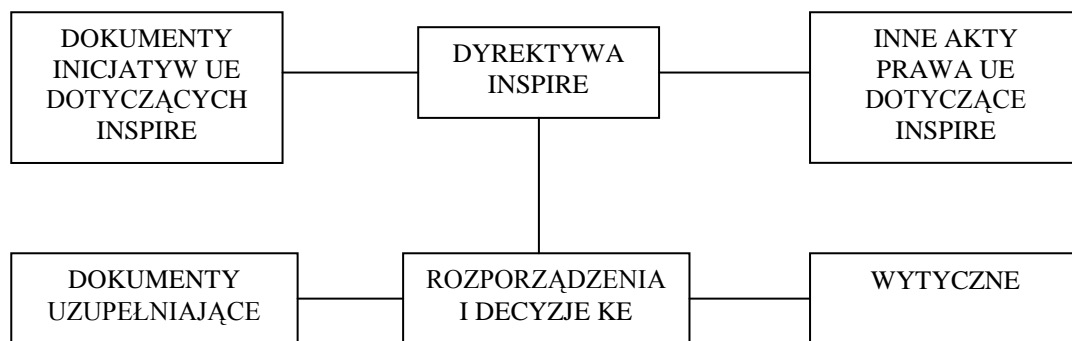 DOKUMENTY
INICJATYW UE
DOTYCZĄCYCH
INSPIRE
DYREKTYWA
INSPIRE
INNE AKTY
PRAWA UE
DOTYCZĄCE
INSPIRE
DOKUMENTY
UZUPEŁNIAJĄCE
ROZPORZĄDZENIA
I DECYZJE KE
WYTYCZNE